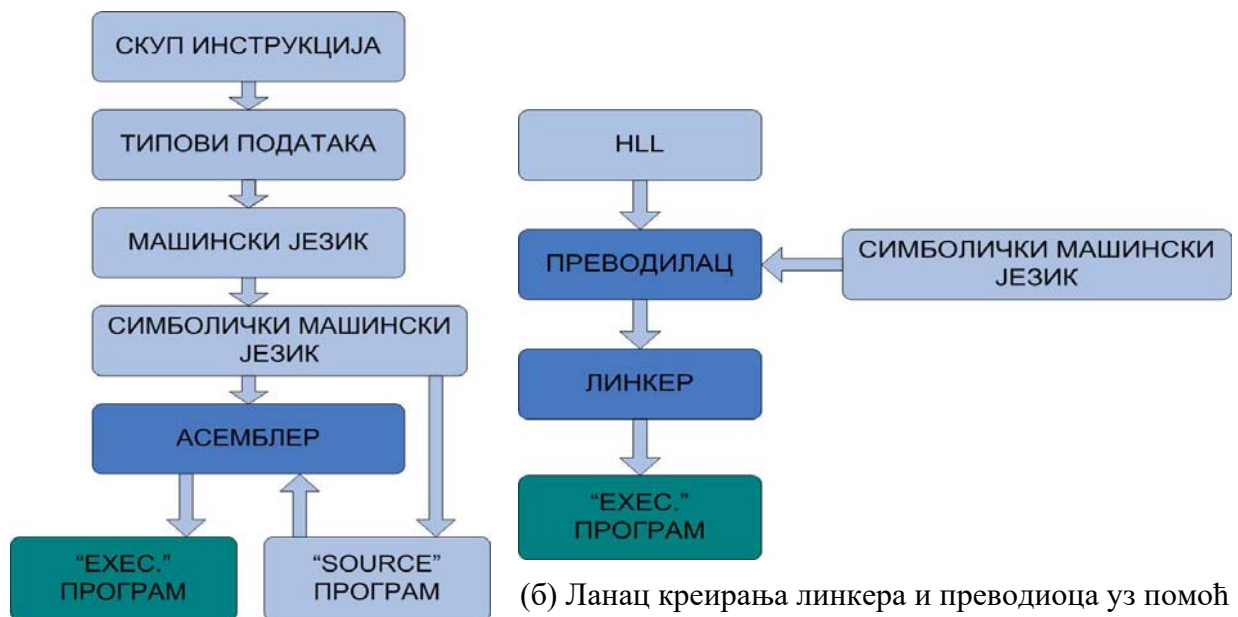 СКУП ИНСТРУКЦИЈА
ТИПОВИ ПОДАТАКА
МАШИНСКИ ЈЕЗИК
СИМБОЛИЧКИ МАШИНСКИ
ЈЕЗИК
АСЕМБЛЕР
“EXEC.”
ПРОГРАМ
“SOURCE”
ПРОГРАМ
HLL
ПРЕВОДИЛАЦ
СИМБОЛИЧКИ МАШИНСКИ
ЈЕЗИК
ЛИНКЕР
“EXEC.”
ПРОГРАМ
(б) Ланац креирања линкера и преводиоца уз помоћ